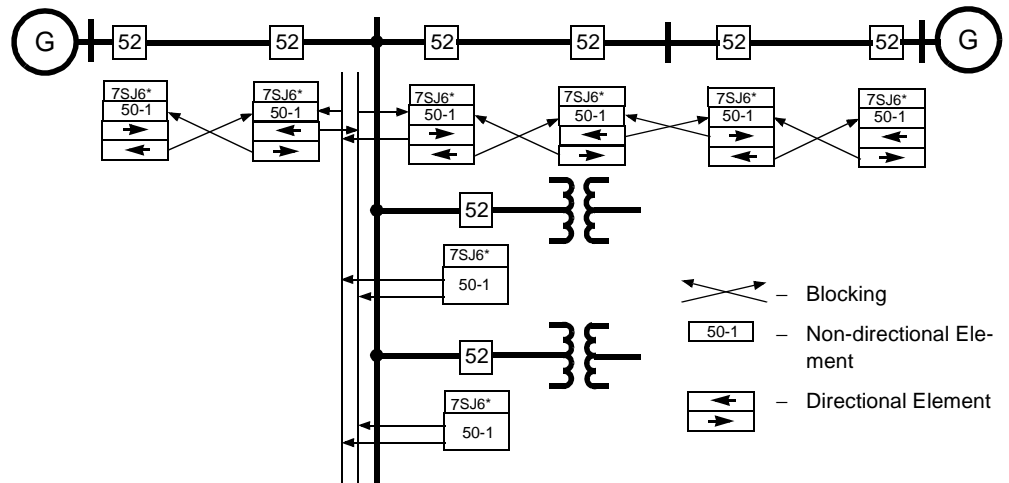 G 52 52 52 52 52 52 G
7SJ6* 7SJ6* 7SJ6* 7SJ6* 7SJ6* 7SJ6*
50-1 50-1 50-1 50-1 50-1 50-1
52
7SJ6*
50-1
– Blocking
50-1 – Non-directional Ele-
ment
52
7SJ6*
50-1
– Directional Element